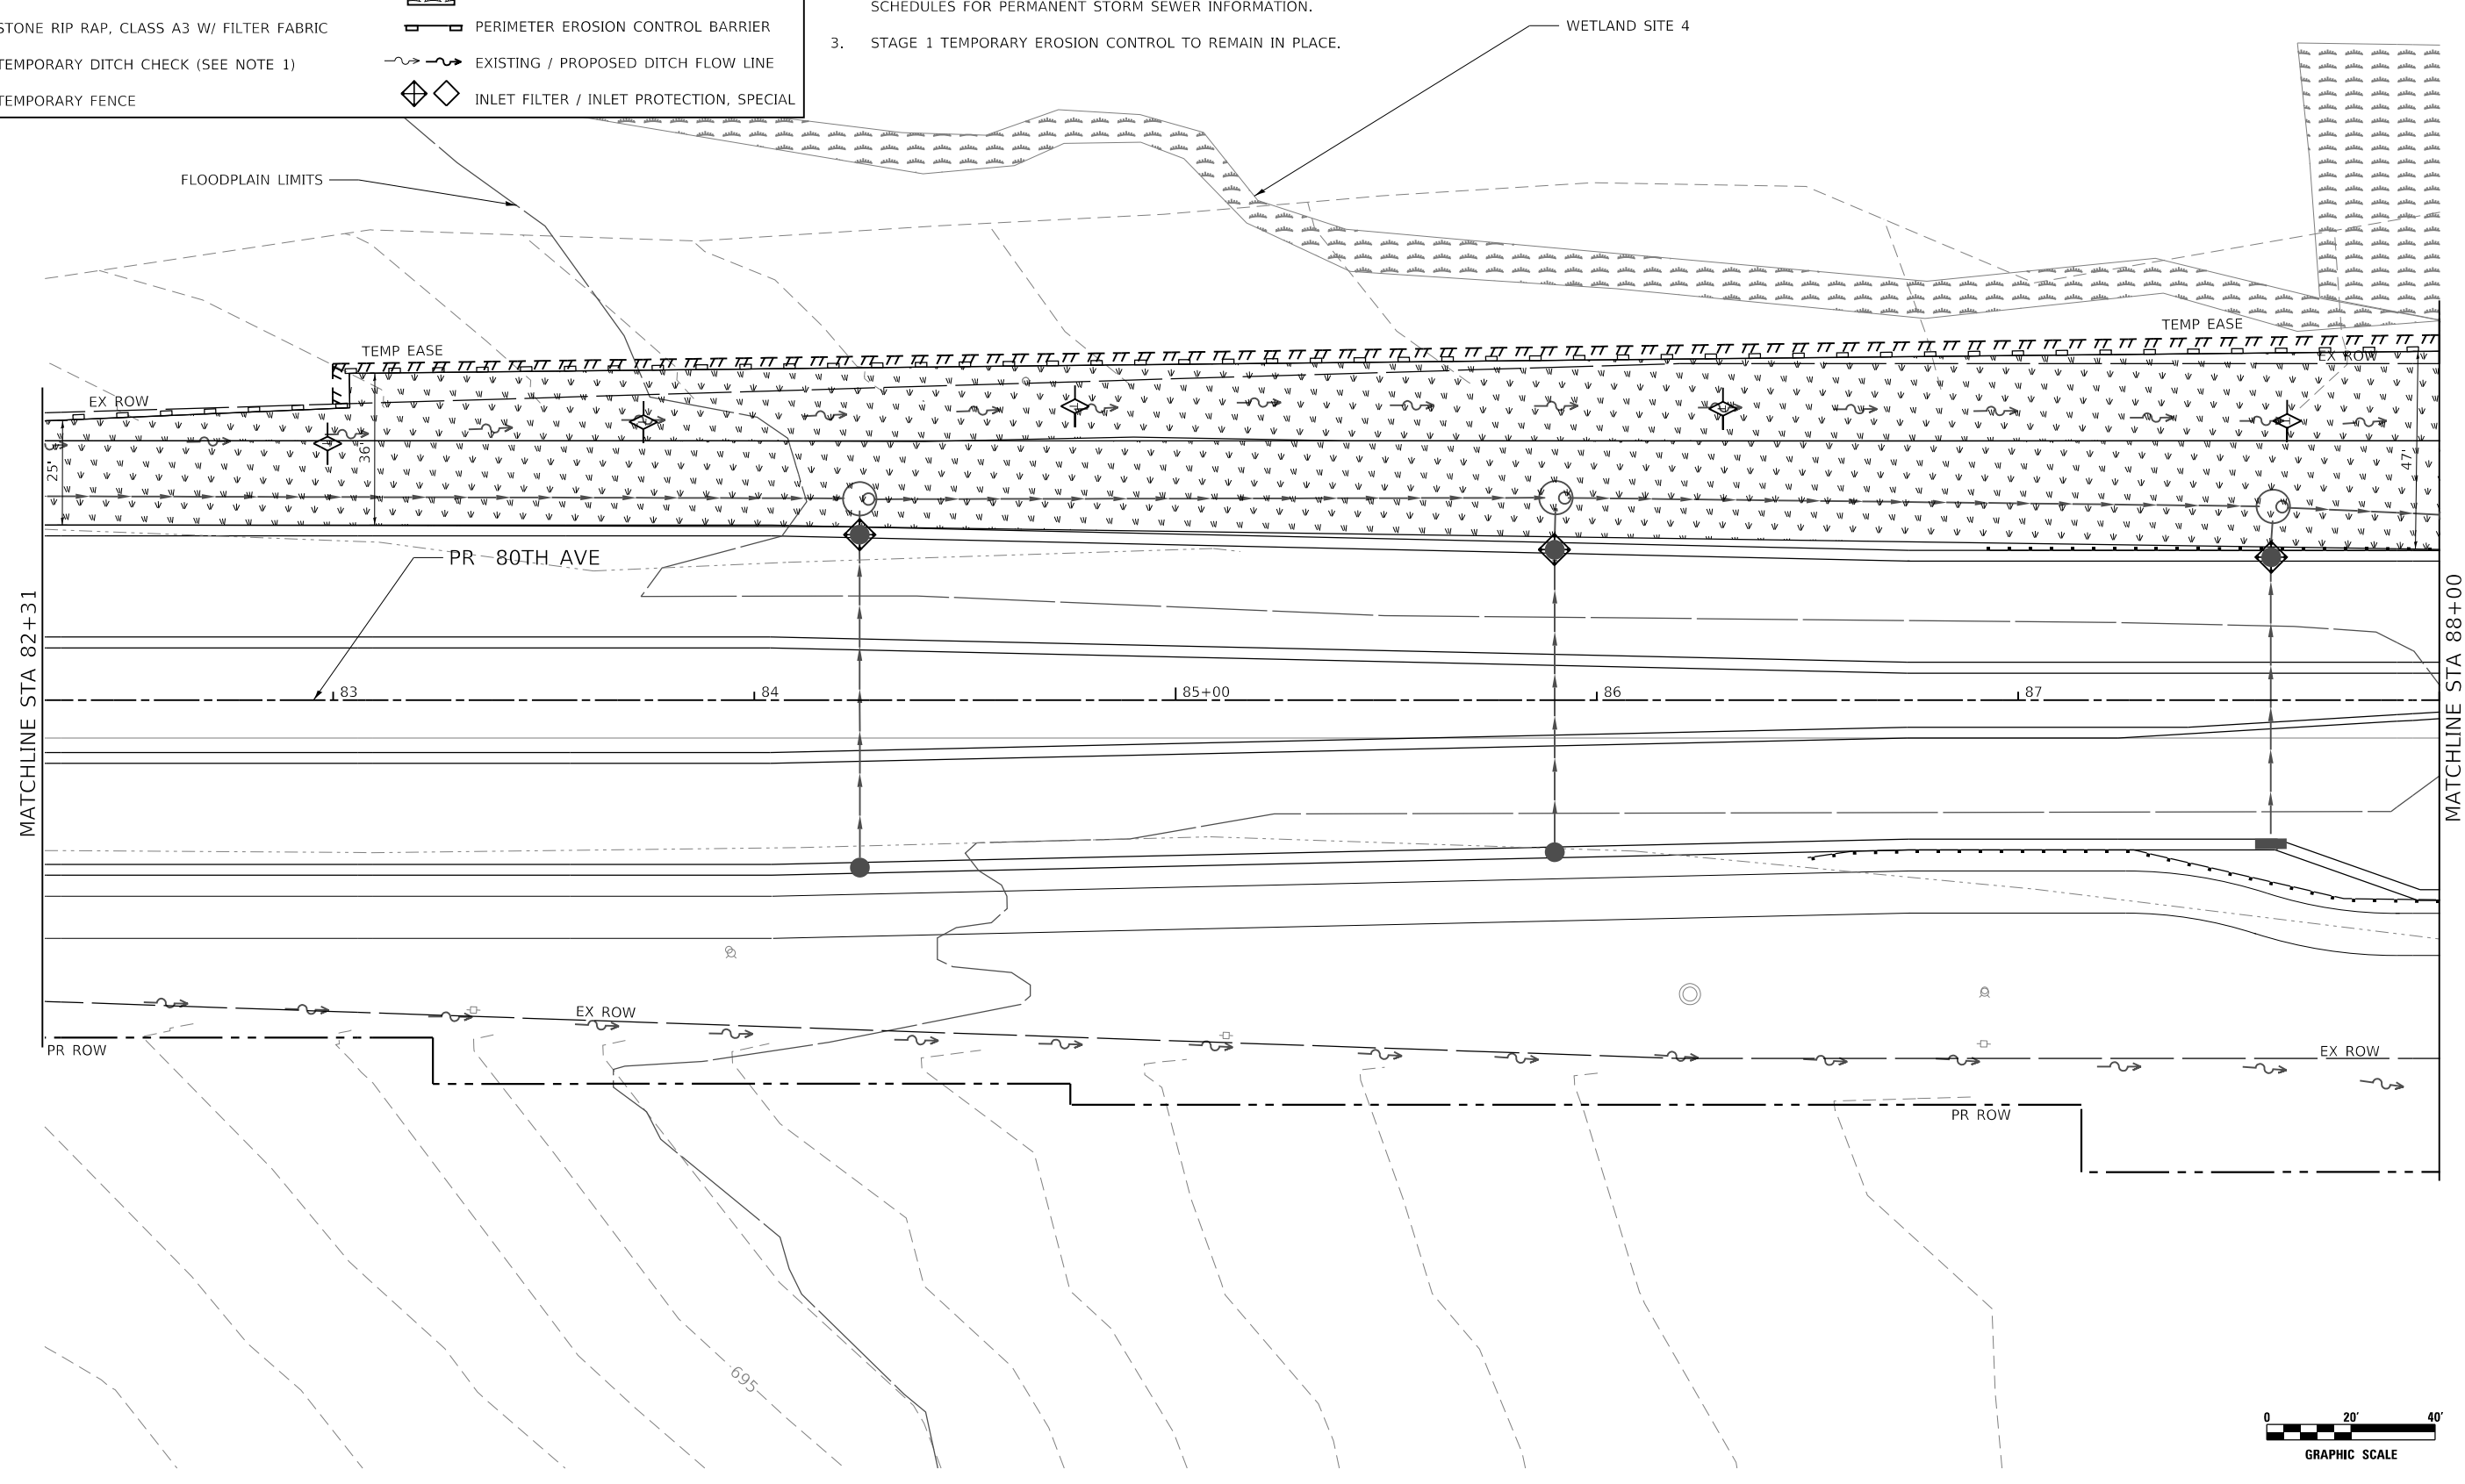 STONE RIP RAP, CLASS A3 W/ FILTER FABRIC
TEMPORARY DITCH CHECK (SEE NOTE 1)
TEMPORARY FENCE
PERIMETER EROSION CONTROL BARRIER
EXISTING / PROPOSED DITCH FLOW LINE
INLET FILTER / INLET PROTECTION, SPECIAL
SCHEDULES FOR PERMANENT STORM SEWER INFORMATION.
3. STAGE 1 TEMPORARY EROSION CONTROL TO REMAIN IN PLACE.
WETLAND SITE 4
FLOODPLAIN LIMITS
TEMP EASE
TEMP EASE
EX ROW
EX ROW
25'
36'
47'
PR 80TH AVE
MATCHLINE STA 82+31
MATCHLINE STA 88+00
83
84
85+00
86
87
EX ROW
PR ROW
EX ROW
PR ROW
695
0 20' 40'
GRAPHIC SCALE